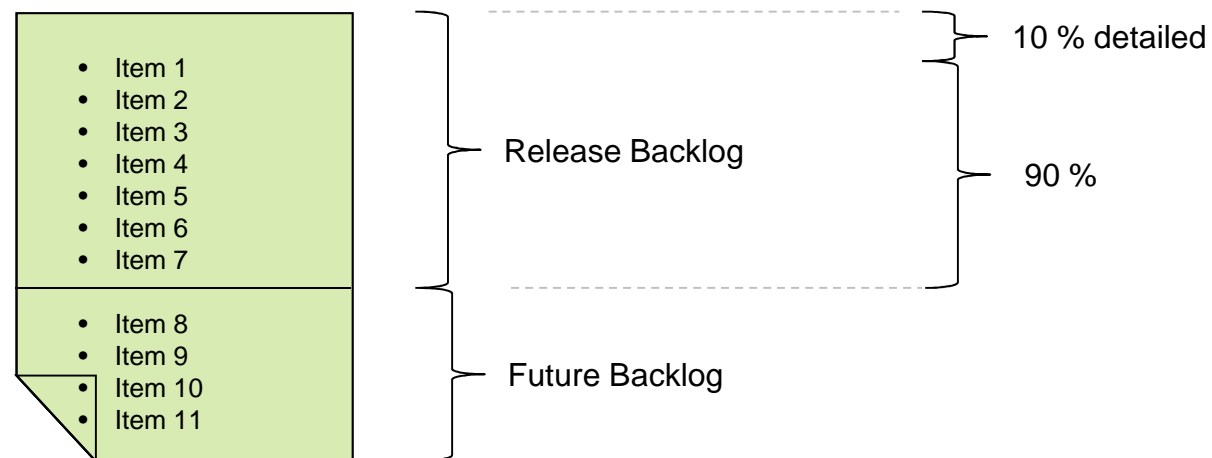 10 % detailed
• Item 1
• Item 2
• Item 3
• Item 4
• Item 5
• Item 6
• Item 7
Release Backlog
90 %
• Item 8
• Item 9
• Item 10
• Item 11
Future Backlog